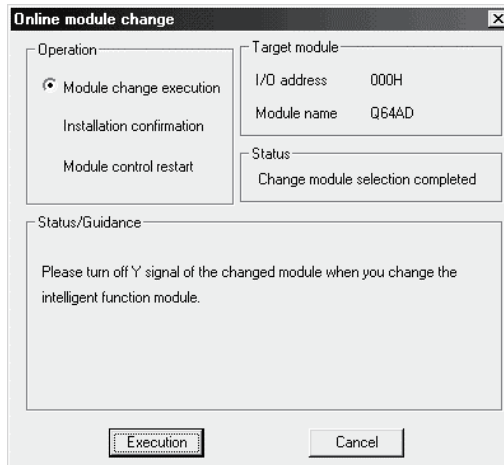 Online module change
Operation
Module change execution
Installation confirmation
Module control restart
Target module
I/O address 000H
Module name Q64AD
Status
Change module selection completed
Status/Guidance
Please turn off Y signal of the changed module when you change the
intelligent function module.
Execution
Cancel